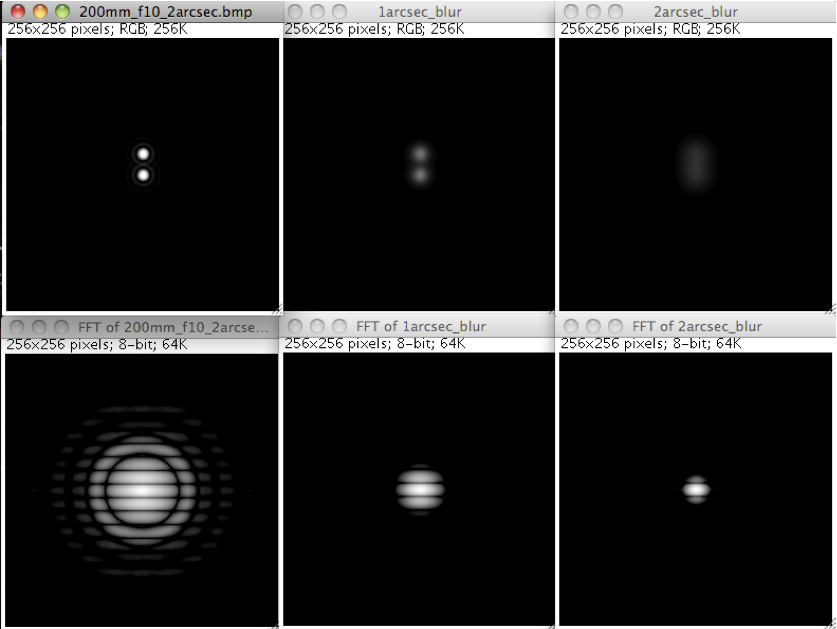 200mm_f10_2arcsec.bmp
256x256 pixels; RGB; 256K
1arcsec_blur
256x256 pixels; RGB; 256K
2arcsec_blur
256x256 pixels; RGB; 256K
FFT of 200mm_f10_2arcse...
256x256 pixels; 8-bit; 64K
FFT of 1arcsec_blur
256x256 pixels; 8-bit; 64K
FFT of 2arcsec_blur
256x256 pixels; 8-bit; 64K